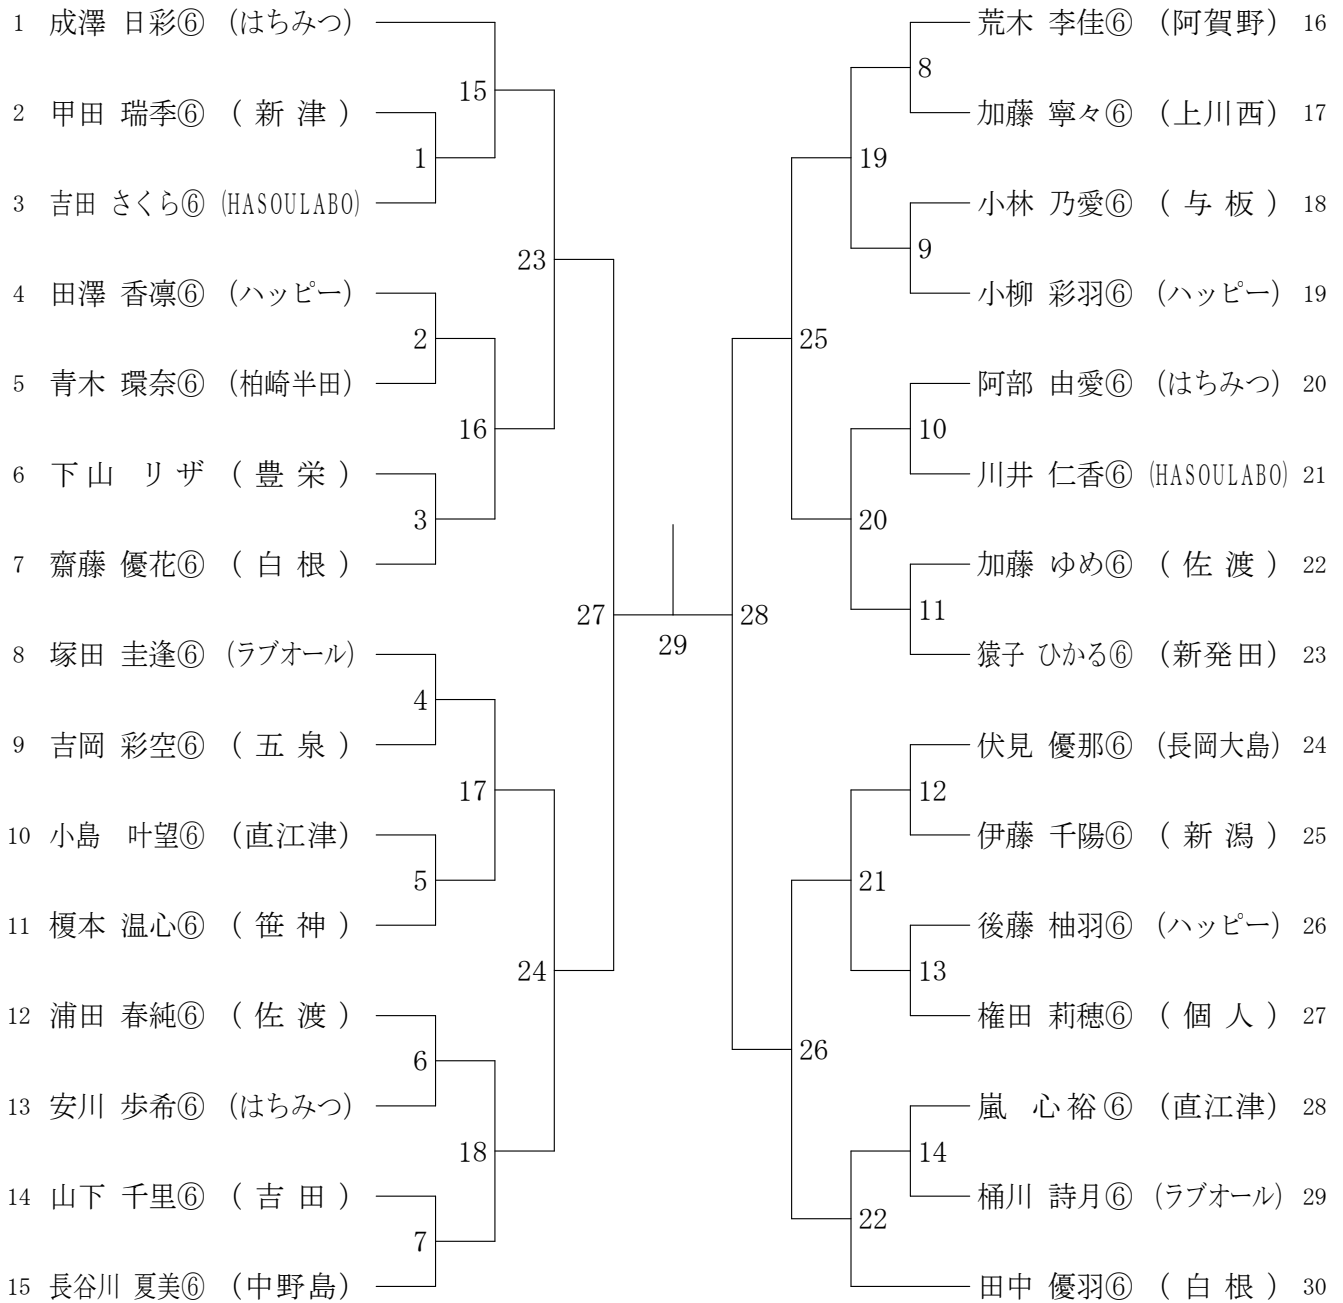 1 成澤 日彩⑥ (はちみつ)
2 甲田 瑞季⑥ (新津)
3 吉田 さくら⑥ (HASOULABO)
4 田澤 香凛⑥ (ハッピー)
5 青木 環奈⑥ (柏崎半田)
6 下山 リザ (豊栄)
7 齋藤 優花⑥ (白根)
8 塚田 圭逢⑥ (ラブオール)
9 吉岡 彩空⑥ (五泉)
10 小島 叶望⑥ (直江津)
11 榎本 温心⑥ (笹神)
12 浦田 春純⑥ (佐渡)
13 安川 歩希⑥ (はちみつ)
14 山下 千里⑥ (吉田)
15 長谷川 夏美⑥ (中野島)
1
2
3
4
5
6
7
15
16
17
18
23
24
27
29
28
25
26
19
20
21
22
8
9
10
11
12
13
14
荒木 李佳⑥ (阿賀野) 16
加藤 寧々⑥ (上川西) 17
小林 乃愛⑥ (与板) 18
小柳 彩羽⑥ (ハッピー) 19
阿部 由愛⑥ (はちみつ) 20
川井 仁香⑥ (HASOULABO) 21
加藤 ゆめ⑥ (佐渡) 22
猿子 ひかる⑥ (新発田) 23
伏見 優那⑥ (長岡大島) 24
伊藤 千陽⑥ (新潟) 25
後藤 柚羽⑥ (ハッピー) 26
権田 莉穂⑥ (個人) 27
嵐 心裕⑥ (直江津) 28
桶川 詩月⑥ (ラブオール) 29
田中 優羽⑥ (白根) 30